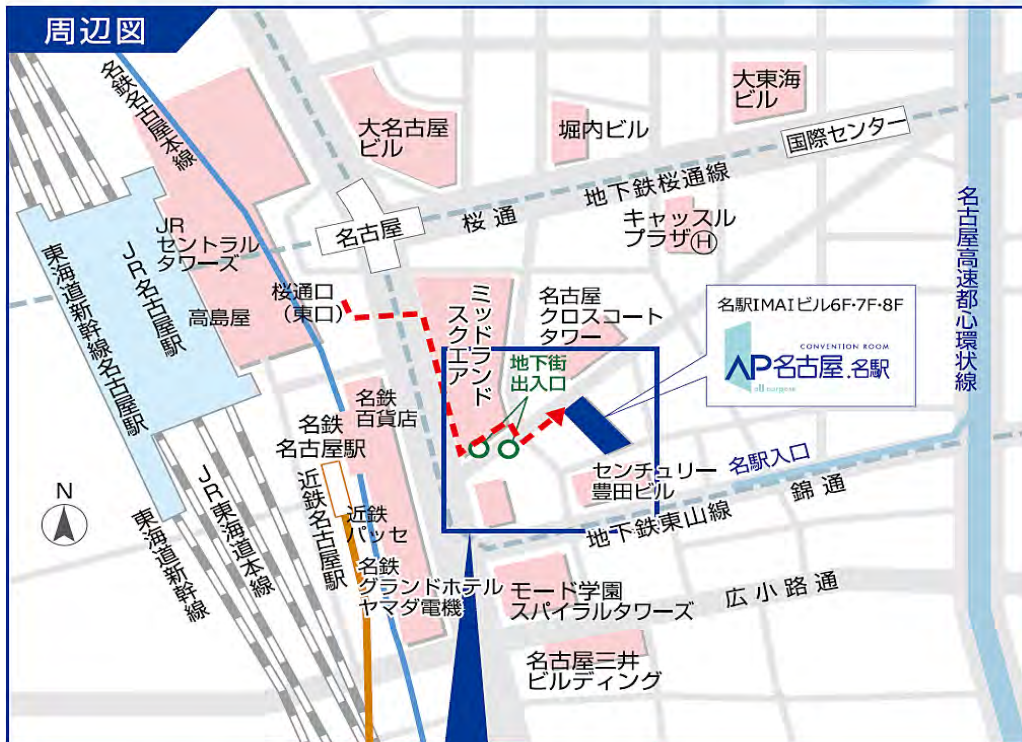 周辺図
名鉄名古屋本線
大名古屋
ビル
堀内ビル
大東海
ビル
国際センター
地下鉄桜通線
桜通
名古屋
キャッスル
プラザⒽ
名古屋高速都心環状線
JR
セントラル
タワーズ
JR名古屋駅
東海道新幹線名古屋駅
高島屋
桜通口
(東口)
ミッドランド
スクエア
名古屋
クロスコート
タワー
名駅IMAIビル6F・7F・8F
CONVENTION ROOM
AP名古屋.名駅
all surprise
地下街
出入口
名鉄
百貨店
名鉄
名古屋駅
近鉄名古屋駅
近鉄
パッセ
センチュリー
豊田ビル
名駅入口
錦通
地下鉄東山線
N
東海道新幹線
JR東海道本線
名鉄
グランドホテル
ヤマダ電機
モード学園
スパイラルタワーズ
広小路通
名古屋三井
ビルディング